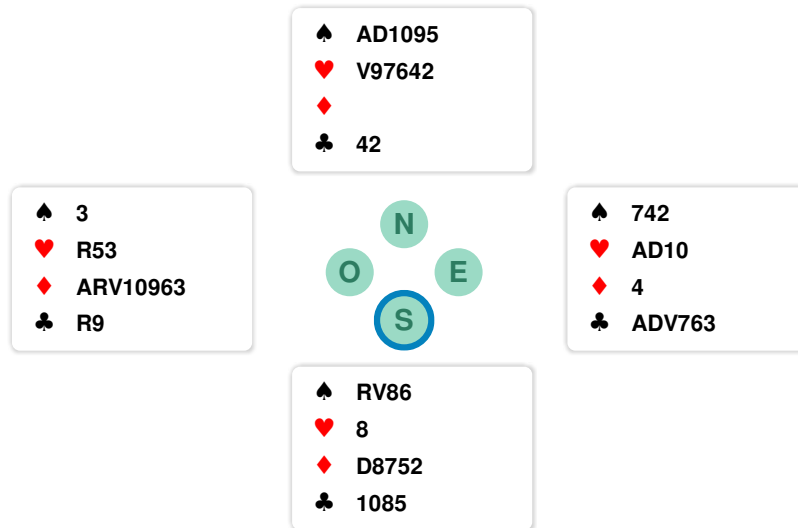 ♠ AD1095
♥ V97642
♦
♣ 42
♠ 3
♥ R53
♦ ARV10963
♣ R9
N
O E
S
♠ 742
♥ AD10
♦ 4
♣ ADV763
♠ RV86
♥ 8
♦ D8752
♣ 1085